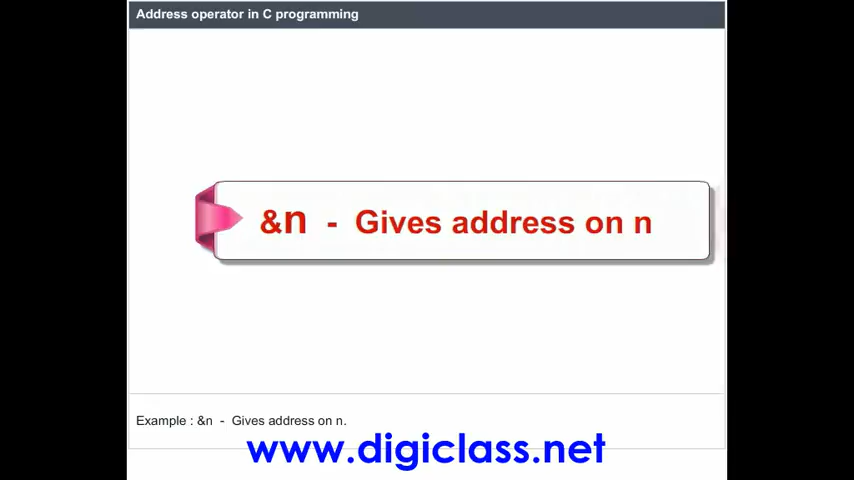 Address operator in C programming
&n - Gives address on n
Example : &n - Gives address on n.
www.digiclass.net